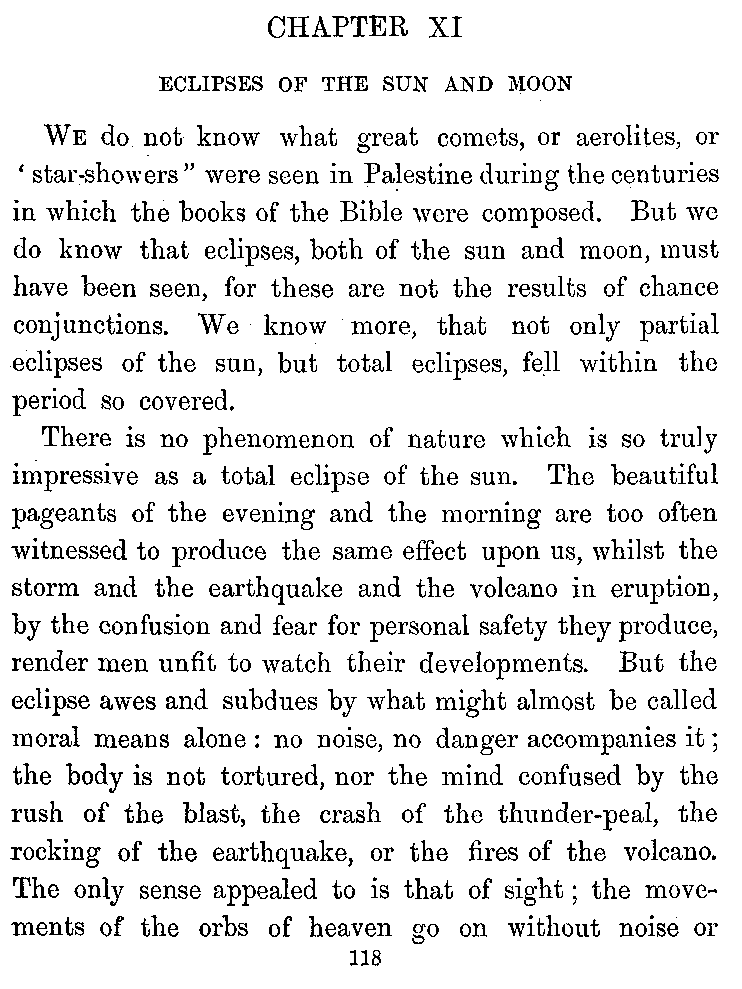 CHAPTER XI
ECLIPSES OF THE SUN AND MOON
WE do not know what great comets, or aerolites, or
‘ star-showers” were seen in Palestine during the centuries
in which the books of the Bible were composed. But we
do know that eclipses, both of the sun and moon, must
have been seen, for these are not the results of chance
conjunctions. We know more, that not only partial
eclipses of the sun, but total eclipses, fell within the
period so covered.
There is no phenomenon of nature which is so truly
impressive as a total eclipse of the sun. The beautiful
pageants of the evening and the morning are too often
witnessed to produce the same effect upon us, whilst the
storm and the earthquake and the volcano in eruption,
by the confusion and fear for personal safety they produce,
render men unfit to watch their developments. But the
eclipse awes and subdues by what might almost be called
moral means alone : no noise, no danger accompanies it ;
the body is not tortured, nor the mind confused by the
rush of the blast, the crash of the thunder-peal, the
rocking of the earthquake, or the fires of the volcano.
The only sense appealed to is that of sight ; the move-
ments of the orbs of heaven go on without noise or
118